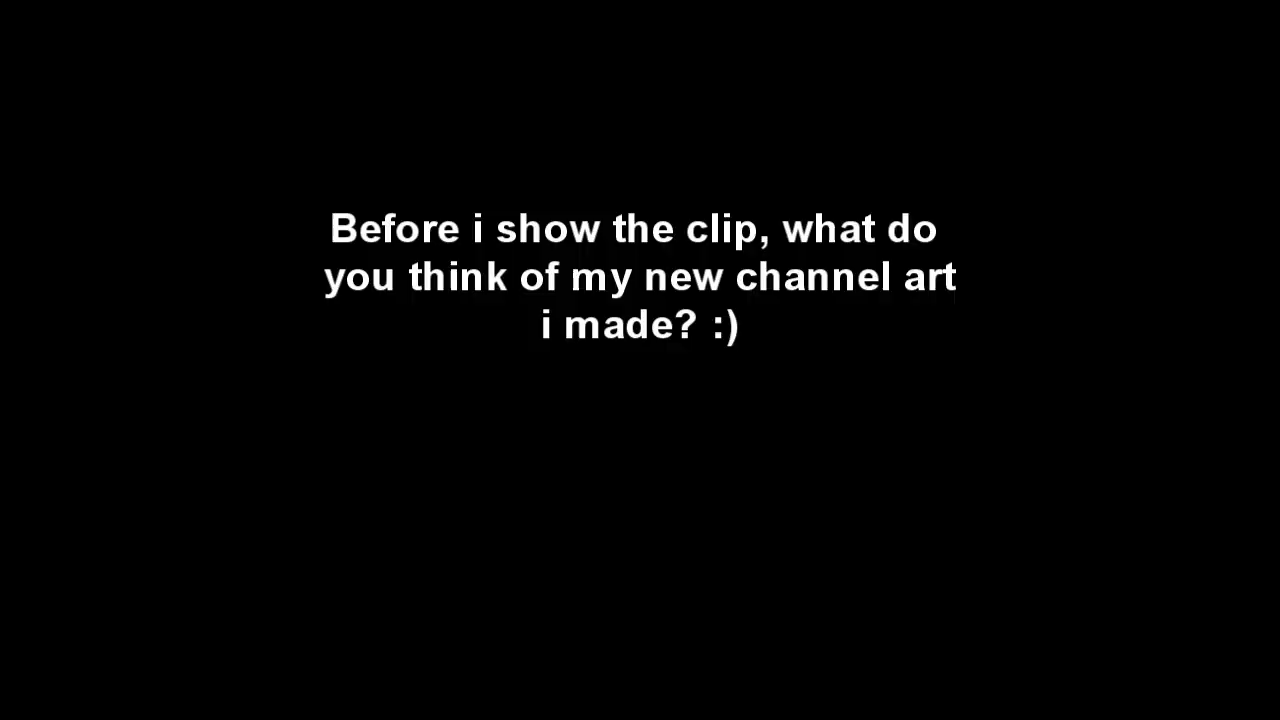 Before i show the clip, what do
you think of my new channel art
i made? :)